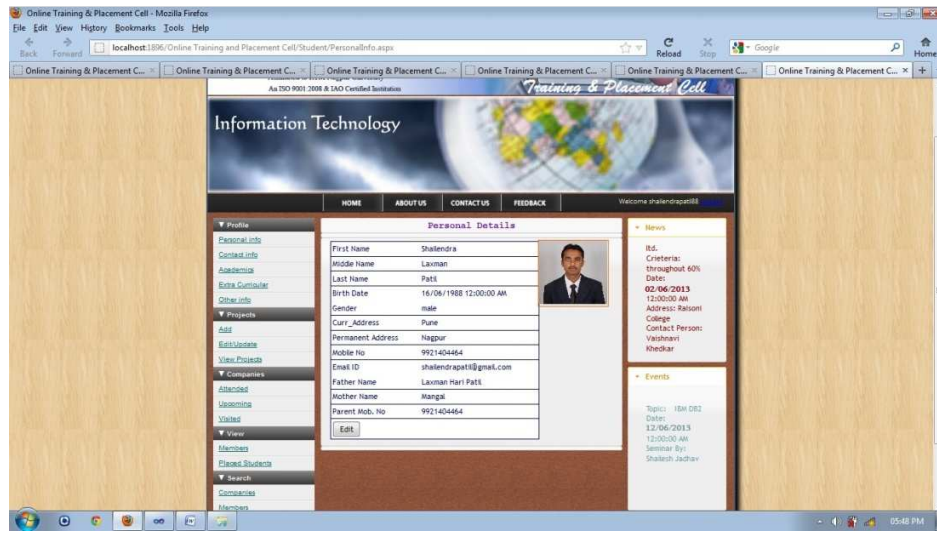 Online Training & Placement Cell - Mozilla Firefox
File Edit View History Bookmarks Tools Help
Back Forward localhost:1896/Online Training and Placement Cell/Student/PersonalInfo.aspx Reload Stop Google Home
Online Training & Placement C... Online Training & Placement C... Online Training & Placement C... Online Training & Placement C... Online Training & Placement C... Online Training & Placement C...
An ISO 9001:2008 & IAO Certified Institution
Training & Placement Cell
Information Technology
HOME ABOUT US CONTACT US FEEDBACK Welcome shailendrapatil88
Profile
Personal info
Contact info
Academics
Extra Curricular
Other info
Projects
Add
Edit/Update
View Projects
Companies
Attended
Upcoming
Visited
View
Members
Placed Students
Search
Companies
Members
Personal Details
First Name Shailendra
Middle Name Laxman
Last Name Patil
Birth Date 16/06/1988 12:00:00 AM
Gender male
Curr_Address Pune
Permanent Address Nagpur
Mobile No 9921404464
Email ID shailendrapatil@gmail.com
Father Name Laxman Hari Patil
Mother Name Mangal
Parent Mob. No 9921404464
Edit
News
ltd.
Crieteria:
throughout 60%
Date:
02/06/2013
12:00:00 AM
Address: Raisoni
College
Contact Person:
Vaishnavi
Khedkar
Events
Topic: IBM DB2
Date:
12/06/2013
12:00:00 AM
Seminar By:
Shailesh Jadhav
05:48 PM